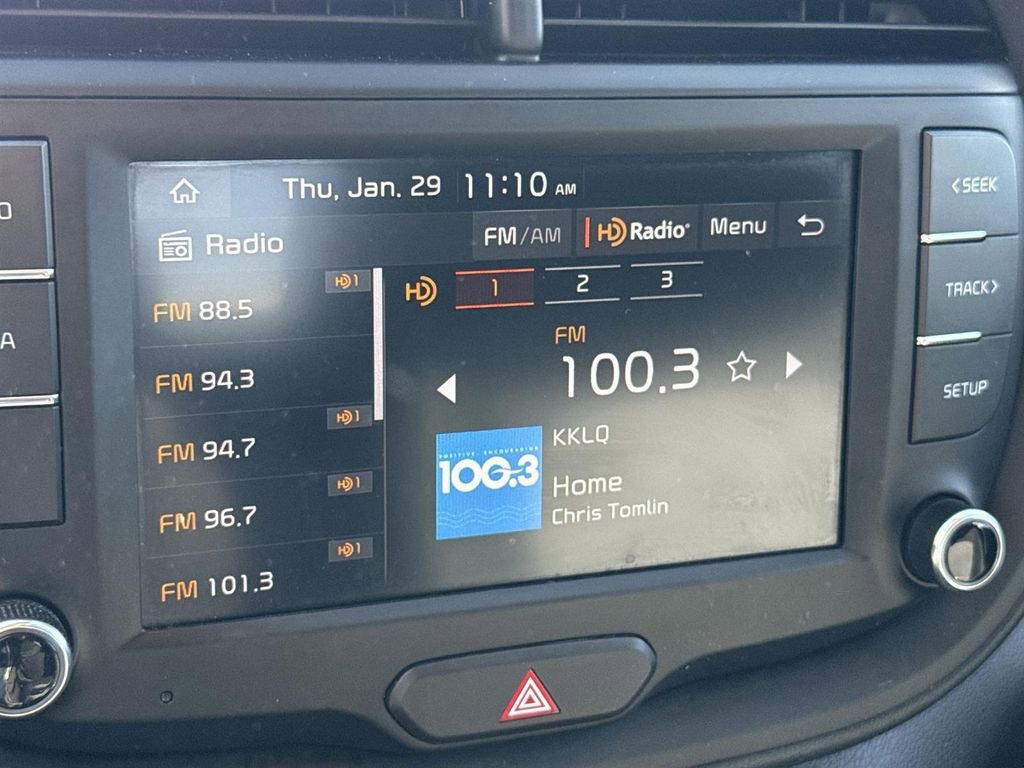 Thu, Jan. 29 11:10 AM
Radio
FM/AM HD Radio® Menu
HD1
FM 88.5
FM 94.3
HD1
FM 94.7
HD1
FM 96.7
HD1
FM 101.3
HD 1 2 3
FM
100.3
POSITIVE. ENCOURAGING
100.3
KKLQ
Home
Chris Tomlin
<SEEK
TRACK>
SETUP
O
A